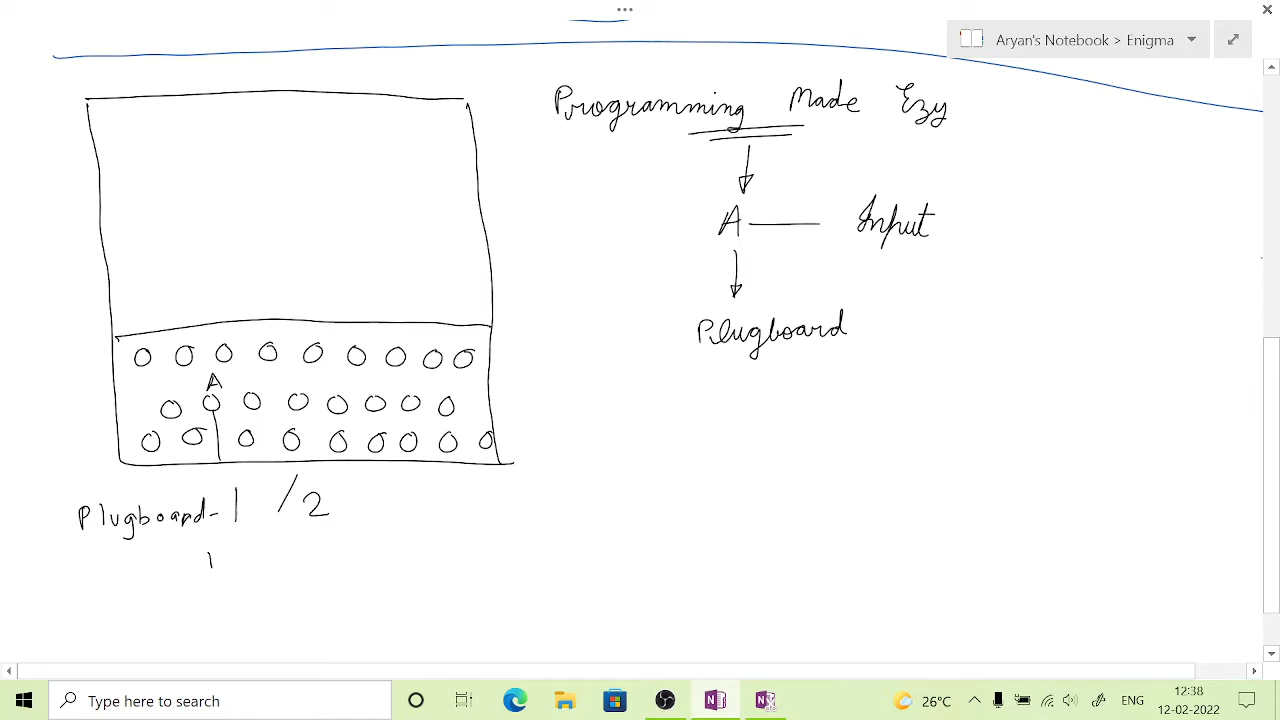 Aryan's Notebook > Enigma
Programming Made Ezy
A Input
Plugboard
A
Plugboard-1 / 2
1
Type here to search
26°C
ENG
12:38
12-02-2022